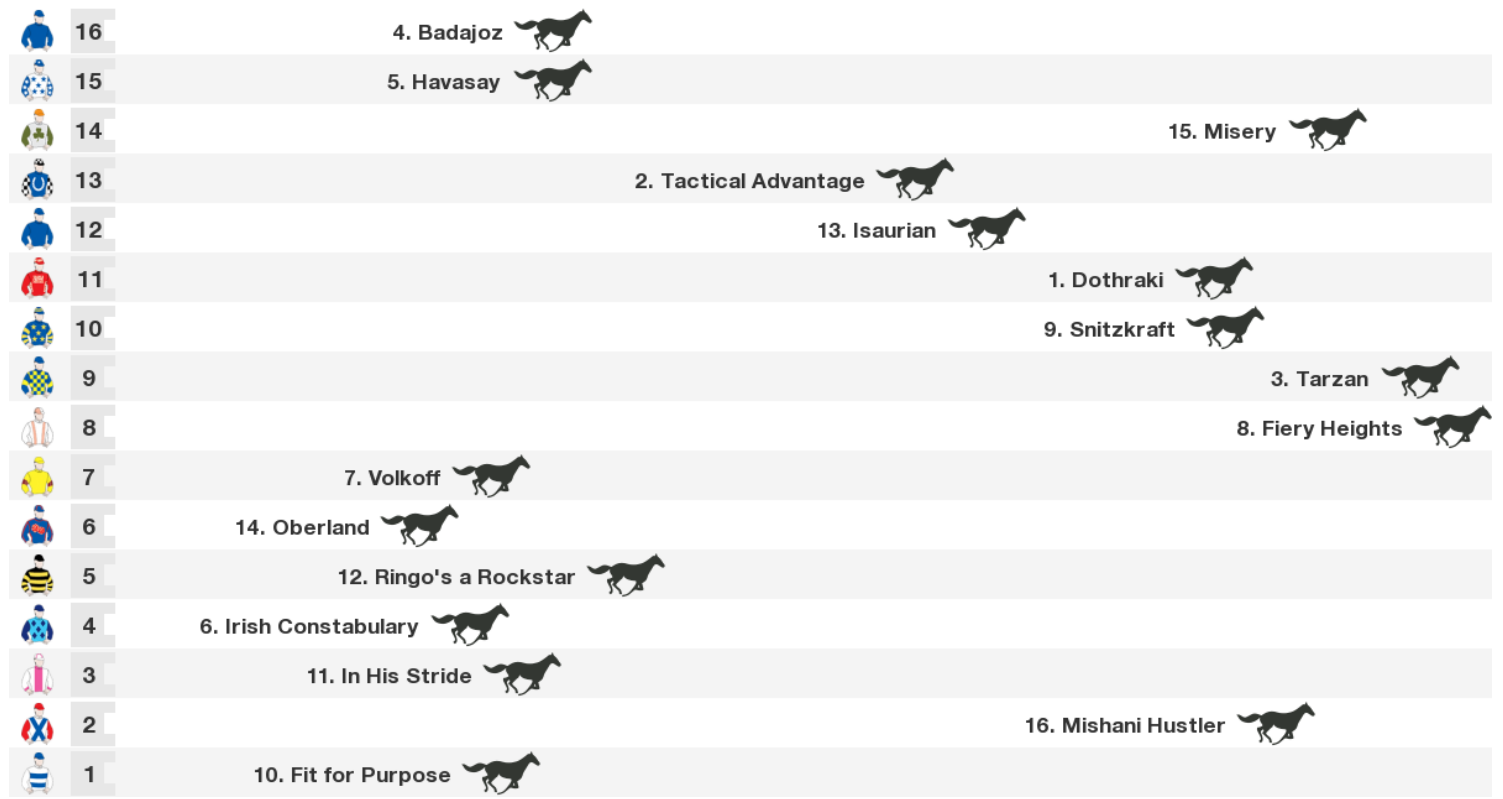 16 4. Badajoz
15 5. Havasay
14 15. Misery
13 2. Tactical Advantage
12 13. Isaurian
11 1. Dothraki
10 9. Snitzkraft
9 3. Tarzan
8 8. Fiery Heights
7 7. Volkoff
6 14. Oberland
5 12. Ringo's a Rockstar
4 6. Irish Constabulary
3 11. In His Stride
2 16. Mishani Hustler
1 10. Fit for Purpose